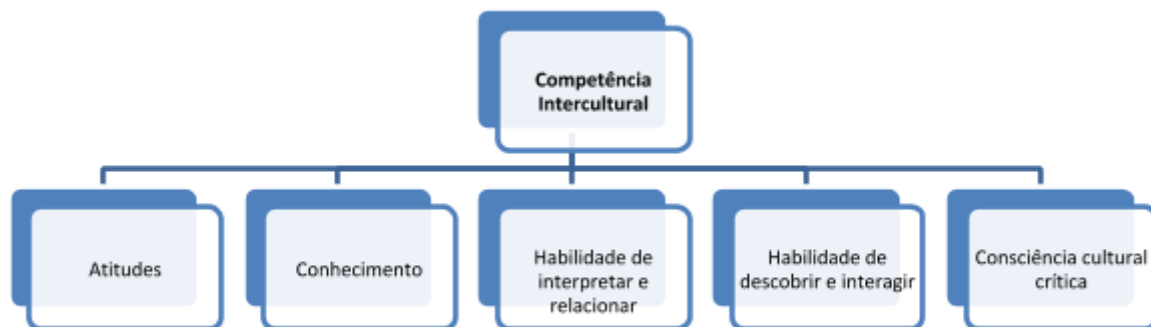 Competência
Intercultural
Atitudes
Conhecimento
Habilidade de
interpretar e
relacionar
Habilidade de
descobrir e interagir
Consciência cultural
crítica